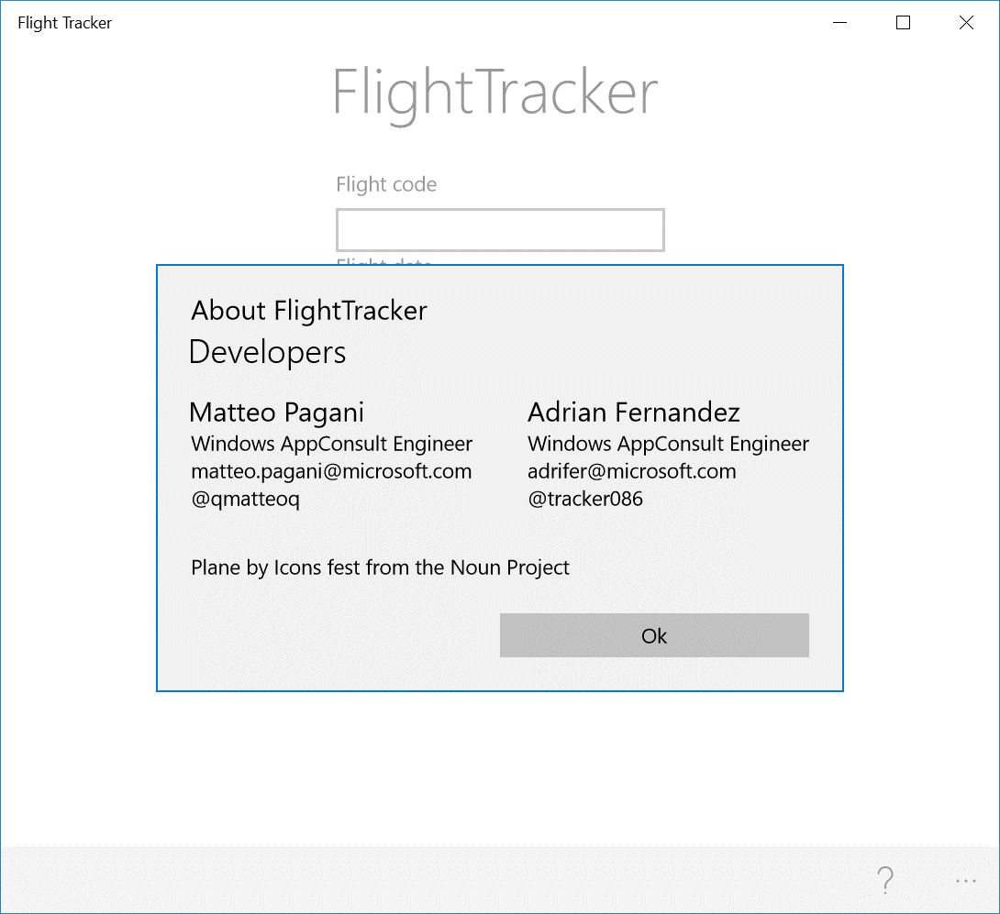 Flight Tracker
FlightTracker
Flight code
Flight date
About FlightTracker
Developers
Matteo Pagani
Windows AppConsult Engineer
matteo.pagani@microsoft.com
@qmatteoq
Adrian Fernandez
Windows AppConsult Engineer
adrifer@microsoft.com
@tracker086
Plane by Icons fest from the Noun Project
Ok
?
...